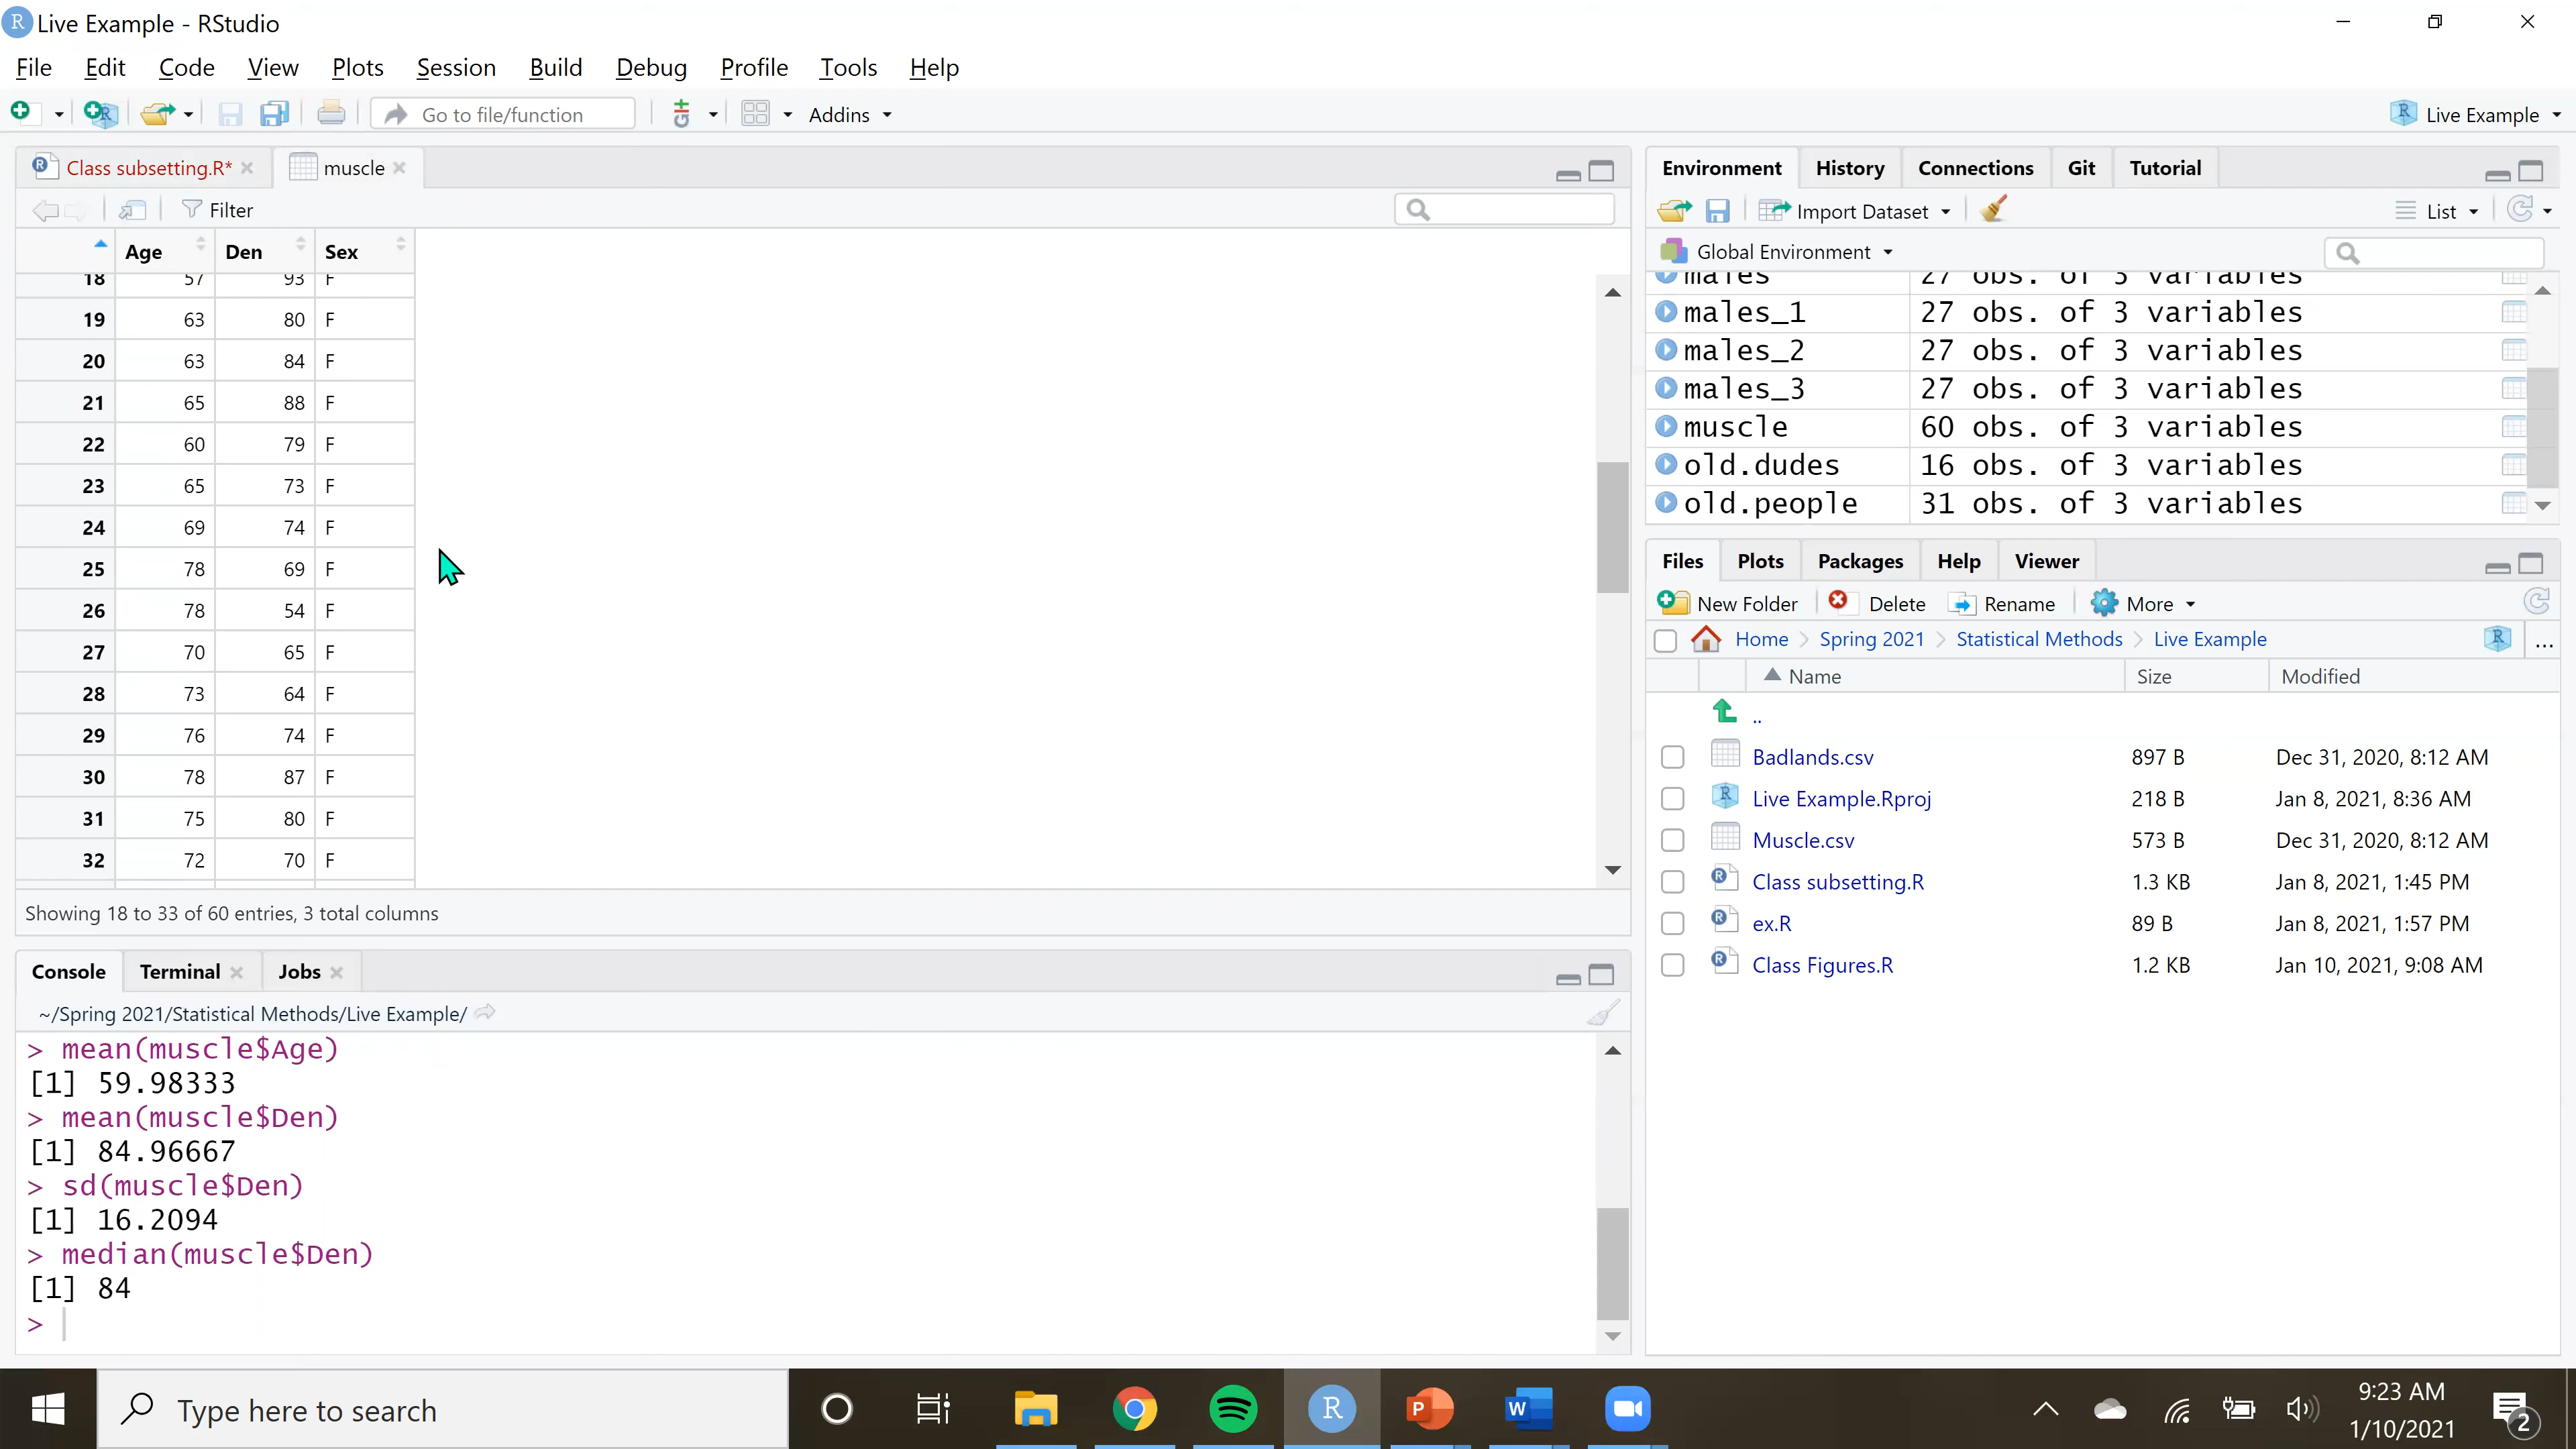 Live Example - RStudio
File Edit Code View Plots Session Build Debug Profile Tools Help
Go to file/function Addins Live Example
Class subsetting.R* muscle
Filter
Age Den Sex
18 57 93 F
19 63 80 F
20 63 84 F
21 65 88 F
22 60 79 F
23 65 73 F
24 69 74 F
25 78 69 F
26 78 54 F
27 70 65 F
28 73 64 F
29 76 74 F
30 78 87 F
31 75 80 F
32 72 70 F
Showing 18 to 33 of 60 entries, 3 total columns
Console Terminal Jobs
~/Spring 2021/Statistical Methods/Live Example/
> mean(muscle$Age)
[1] 59.98333
> mean(muscle$Den)
[1] 84.96667
> sd(muscle$Den)
[1] 16.2094
> median(muscle$Den)
[1] 84
>
Environment History Connections Git Tutorial
Import Dataset List
Global Environment
males 27 obs. of 3 variables
males_1 27 obs. of 3 variables
males_2 27 obs. of 3 variables
males_3 27 obs. of 3 variables
muscle 60 obs. of 3 variables
old.dudes 16 obs. of 3 variables
old.people 31 obs. of 3 variables
Files Plots Packages Help Viewer
New Folder Delete Rename More
Home Spring 2021 Statistical Methods Live Example ...
Name Size Modified
..
Badlands.csv 897 B Dec 31, 2020, 8:12 AM
Live Example.Rproj 218 B Jan 8, 2021, 8:36 AM
Muscle.csv 573 B Dec 31, 2020, 8:12 AM
Class subsetting.R 1.3 KB Jan 8, 2021, 1:45 PM
ex.R 89 B Jan 8, 2021, 1:57 PM
Class Figures.R 1.2 KB Jan 10, 2021, 9:08 AM
Type here to search
9:23 AM
1/10/2021
2